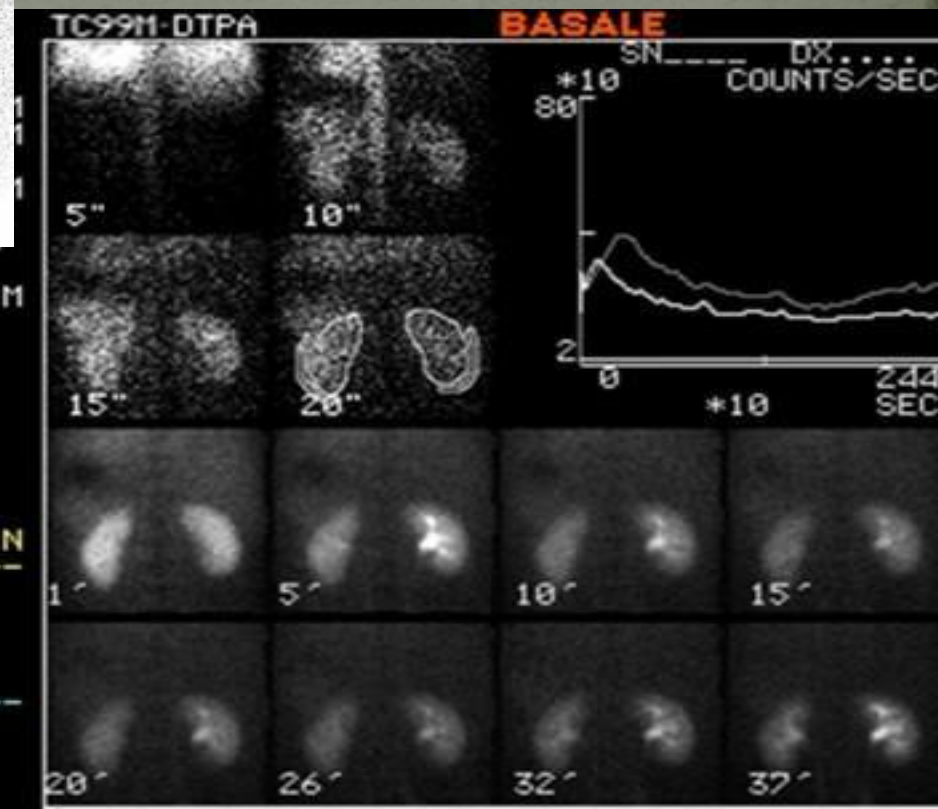 TC99M-DTPA
BASALE
SN____ DX....
*10
COUNTS/SEC
80
5"
10"
M
15"
20"
2
0
244
*10
SEC
N
1´
5´
10´
15´
20´
26´
32´
37´